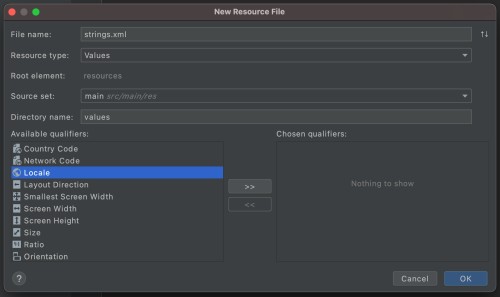 New Resource File
File name: strings.xml
Resource type: Values
Root element: resources
Source set: main src/main/res
Directory name: values
Available qualifiers:
Country Code
Network Code
Locale
Layout Direction
Smallest Screen Width
Screen Width
Screen Height
Size
Ratio
Orientation
>>
<<
Chosen qualifiers:
Nothing to show
?
Cancel
OK